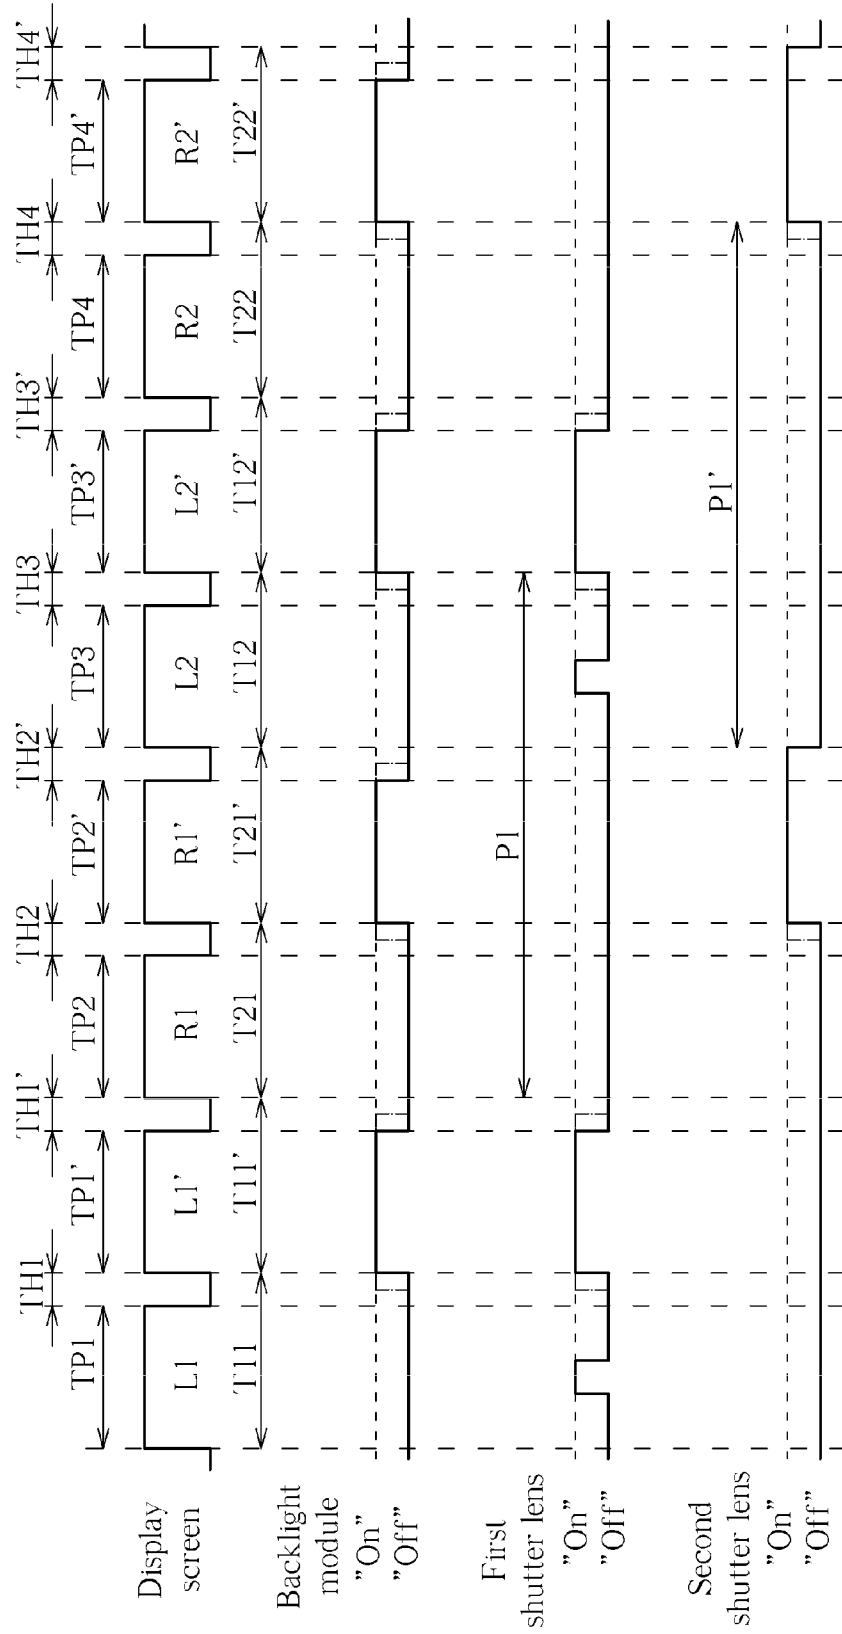 TH1 TH1' TH2 TH2' TH3 TH3' TH4 TH4'
TP1 TP1' TP2 TP2' TP3 TP3' TP4 TP4'
Display
screen
L1 L1' R1 R1' L2 L2' R2 R2'
T11 T11' T21 T21' T12 T12' T22 T22'
Backlight
module
"On"
"Off"
P1
First
shutter lens
"On"
"Off"
P1'
Second
shutter lens
"On"
"Off"